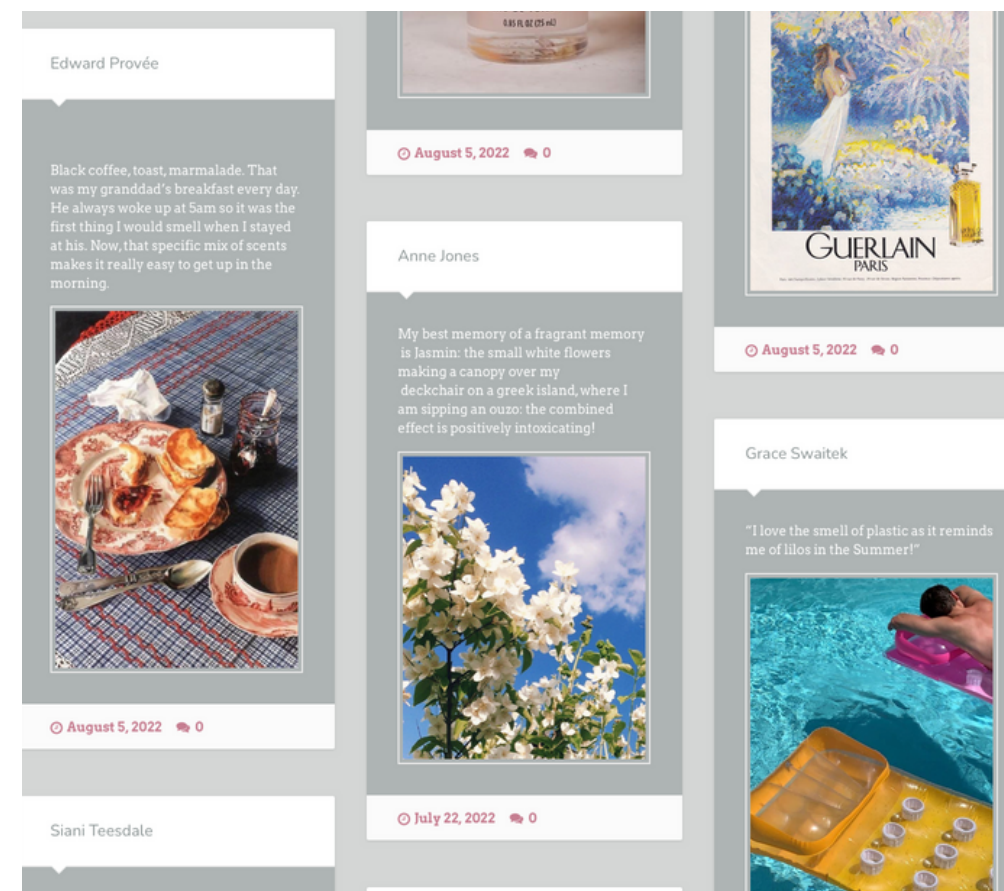 Edward Provée
Black coffee, toast, marmalade. That
was my granddad's breakfast every day.
He always woke up at 5am so it was the
first thing I would smell when I stayed
at his. Now, that specific mix of scents
makes it really easy to get up in the
morning.
August 5, 2022 0
Siani Teesdale
0.85 FL OZ (25 ml)
August 5, 2022 0
Anne Jones
My best memory of a fragrant memory
is Jasmin: the small white flowers
making a canopy over my
deckchair on a greek island, where I
am sipping an ouzo: the combined
effect is positively intoxicating!
July 22, 2022 0
GUERLAIN
PARIS
August 5, 2022 0
Grace Swaitek
“I love the smell of plastic as it reminds
me of lilos in the Summer!”